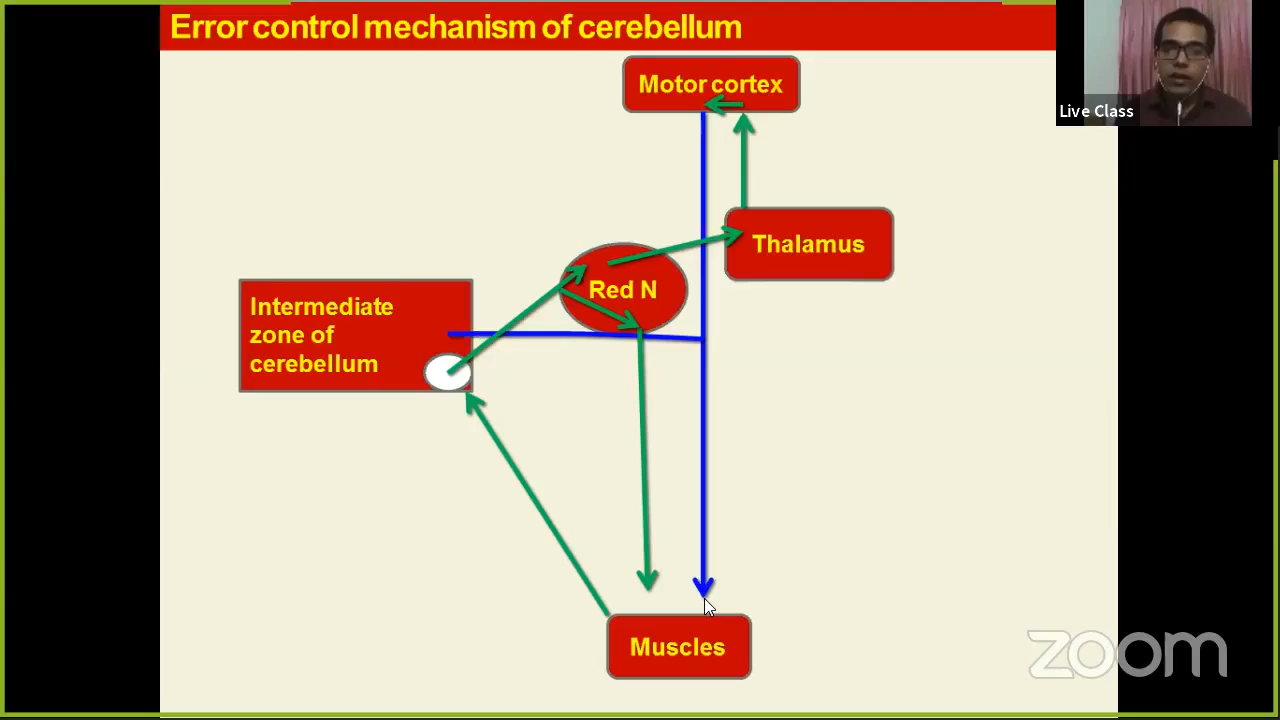 Error control mechanism of cerebellum
Motor cortex
Live Class
Thalamus
Red N
Intermediate
zone of
cerebellum
Muscles
zoom